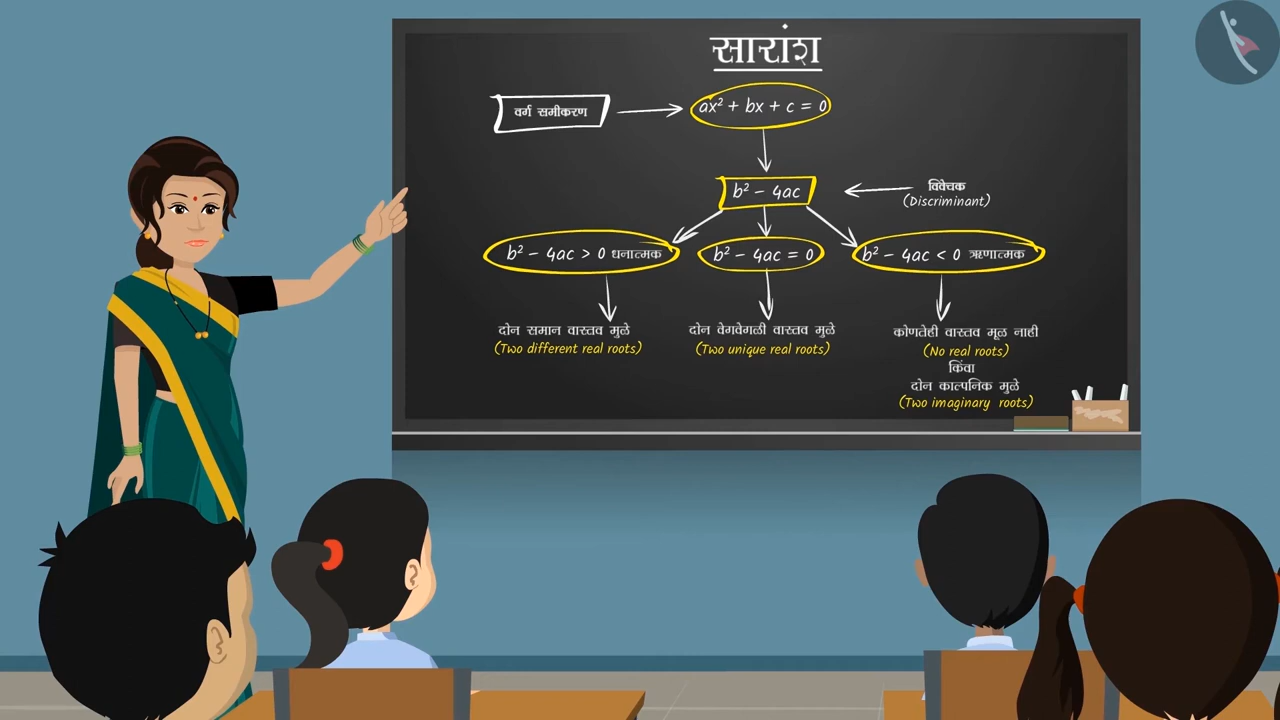 सारांश
वर्ग समीकरण
ax² + bx + c = 0
b² – 4ac
विवेचक
(Discriminant)
b² – 4ac > 0 धनात्मक
b² – 4ac = 0
b² – 4ac < 0 ऋणात्मक
दोन समान वास्तव मुळे
(Two different real roots)
दोन वेगवेगळी वास्तव मुळे
(Two unique real roots)
कोणतेही वास्तव मूळ नाही
(No real roots)
किंवा
दोन काल्पनिक मुळे
(Two imaginary roots)